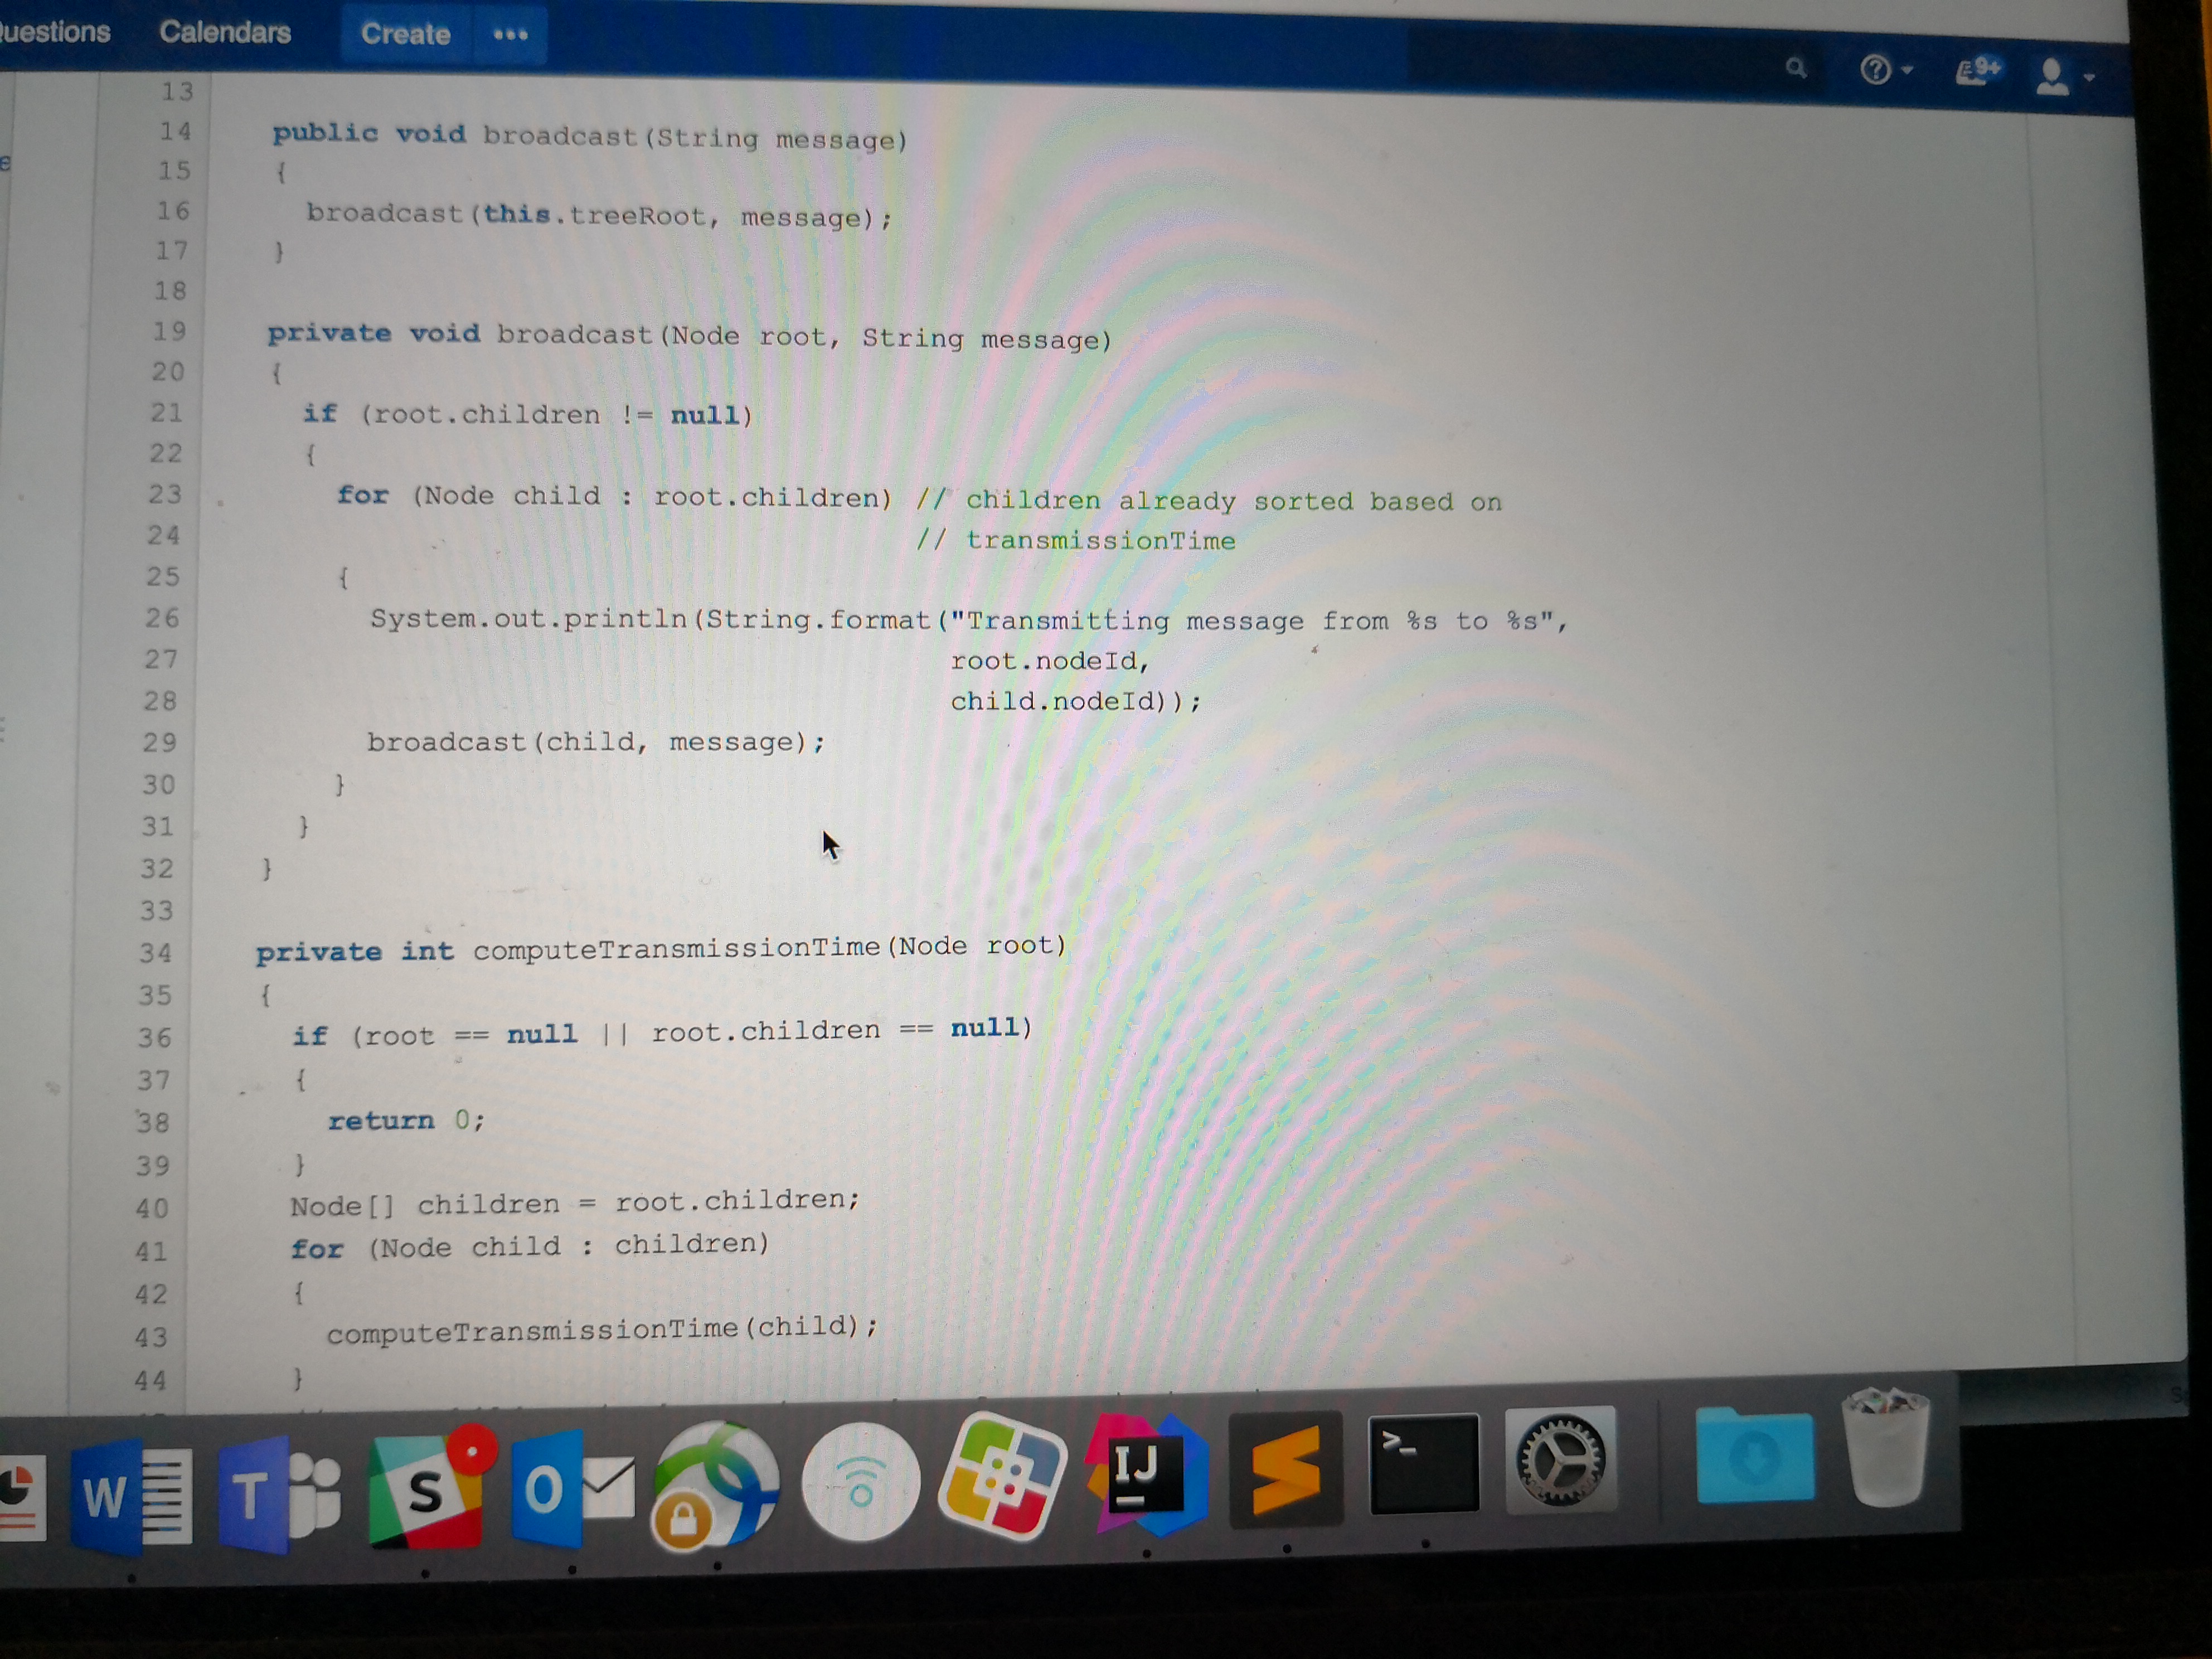 Questions Calendars Create
9+
13
14 public void broadcast(String message)
15 {
16 broadcast(this.treeRoot, message);
17 }
18
19 private void broadcast(Node root, String message)
20 {
21 if (root.children != null)
22 {
23 for (Node child : root.children) // children already sorted based on
24 // transmissionTime
25 {
26 System.out.println(String.format("Transmitting message from %s to %s",
27 root.nodeId,
28 child.nodeId));
29 broadcast(child, message);
30 }
31 }
32 }
33
34 private int computeTransmissionTime(Node root)
35 {
36 if (root == null || root.children == null)
37 {
38 return 0;
39 }
40 Node[] children = root.children;
41 for (Node child : children)
42 {
43 computeTransmissionTime(child);
44 }
W T S O IJ >_